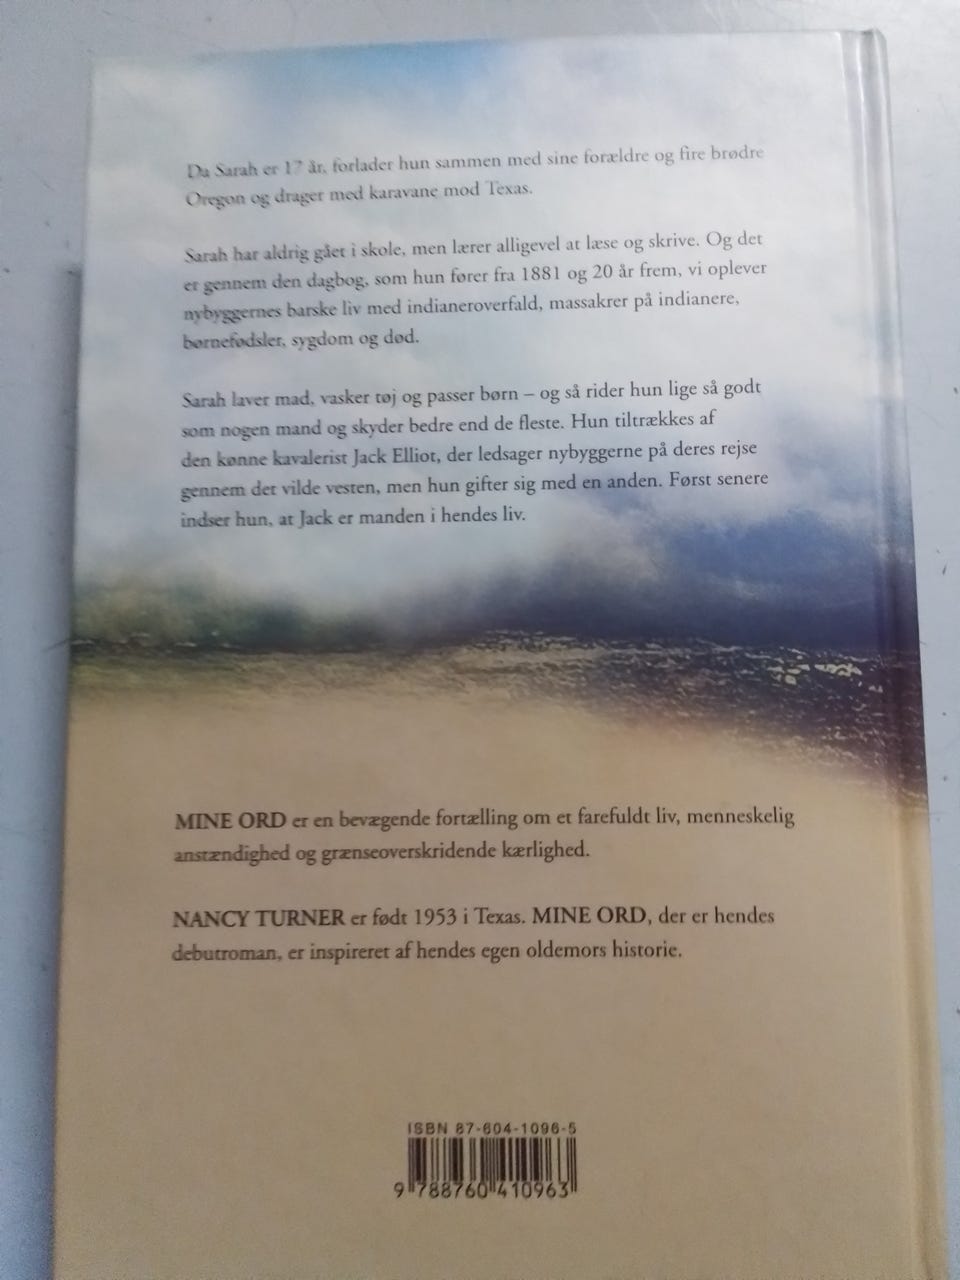 Da Sarah er 17 år, forlader hun sammen med sine forældre og fire brødre
Oregon og drager med karavane mod Texas.
Sarah har aldrig gået i skole, men lærer alligevel at læse og skrive. Og det
er gennem den dagbog, som hun fører fra 1881 og 20 år frem, vi oplever
nybyggernes barske liv med indianeroverfald, massakrer på indianere,
børnefødsler, sygdom og død.
Sarah laver mad, vasker tøj og passer børn – og så rider hun lige så godt
som nogen mand og skyder bedre end de fleste. Hun tiltrækkes af
den kønne kavalerist Jack Elliot, der ledsager nybyggerne på deres rejse
gennem det vilde vesten, men hun gifter sig med en anden. Først senere
indser hun, at Jack er manden i hendes liv.
MINE ORD er en bevægende fortælling om et farefuldt liv, menneskelig
anstændighed og grænseoverskridende kærlighed.
NANCY TURNER er født 1953 i Texas. MINE ORD, der er hendes
debutroman, er inspireret af hendes egen oldemors historie.
ISBN 87-604-1096-5
9 788760 410963